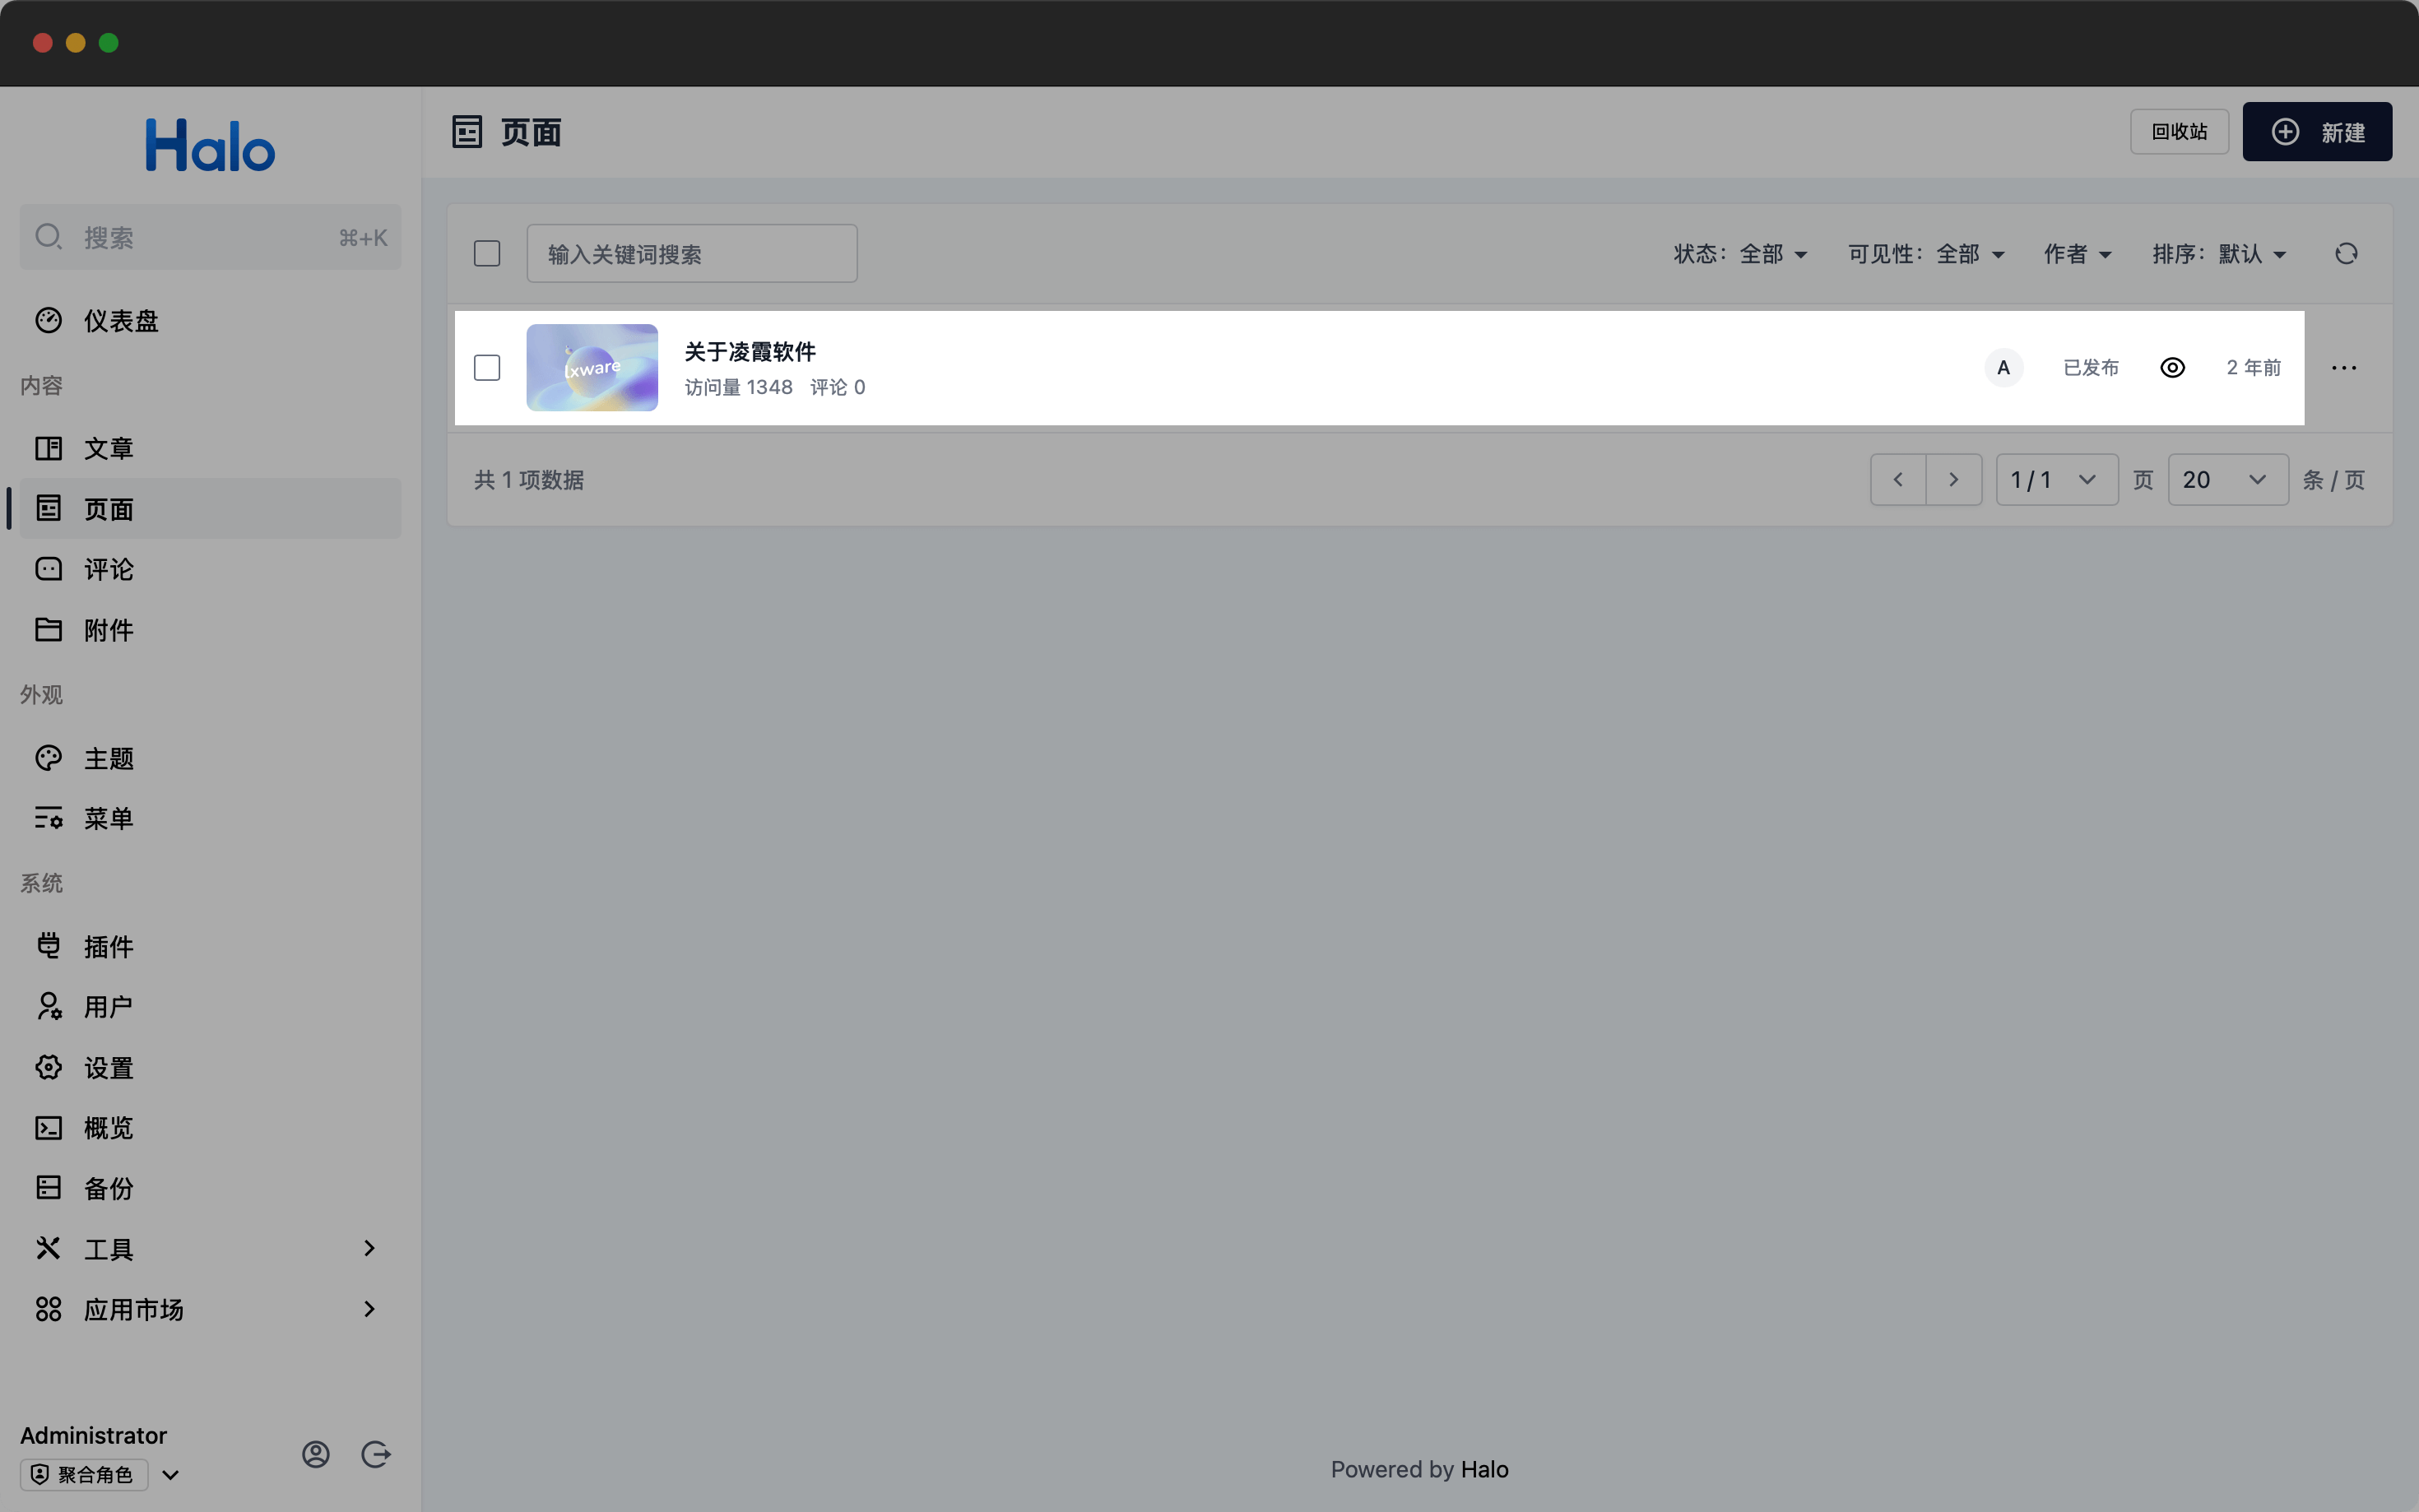 Halo
搜索 ⌘+K
仪表盘
内容
文章
页面
评论
附件
外观
主题
菜单
系统
插件
用户
设置
概览
备份
工具
应用市场
Administrator
聚合角色
页面
回收站 新建
输入关键词搜索 状态：全部 可见性：全部 作者 排序：默认
lxware
关于凌霞软件
访问量 1348 评论 0
A 已发布 2 年前
共 1 项数据 1 / 1 页 20 条 / 页
Powered by Halo